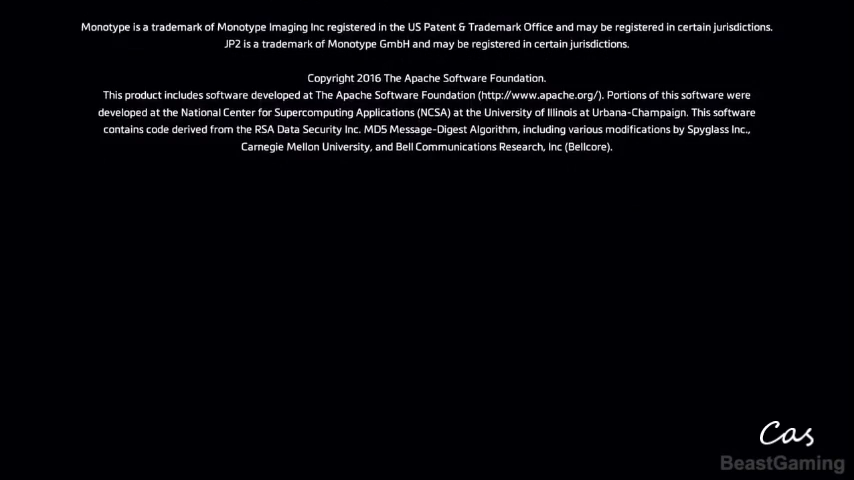 Monotype is a trademark of Monotype Imaging Inc registered in the US Patent & Trademark Office and may be registered in certain jurisdictions.
JP2 is a trademark of Monotype GmbH and may be registered in certain jurisdictions.
Copyright 2016 The Apache Software Foundation.
This product includes software developed at The Apache Software Foundation (http://www.apache.org/). Portions of this software were
developed at the National Center for Supercomputing Applications (NCSA) at the University of Illinois at Urbana-Champaign. This software
contains code derived from the RSA Data Security Inc. MD5 Message-Digest Algorithm, including various modifications by Spyglass Inc.,
Carnegie Mellon University, and Bell Communications Research, Inc (Bellcore).
Cas
BeastGaming